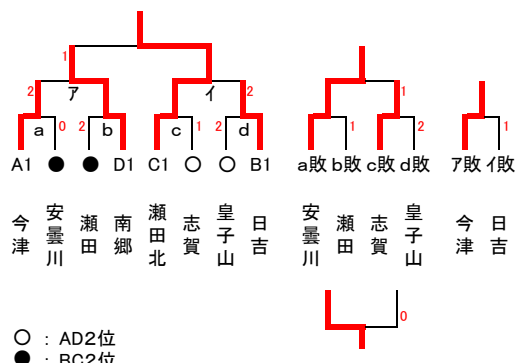 1
2 ア イ 2 1
a 0 2 b c 1 2 d 1 2
A1 ● ● D1 C1 ○ ○ B1 a敗 b敗 c敗 d敗 ア敗 イ敗 1
今津 安曇川 瀬田 南郷 瀬田北 志賀 皇子山 日吉 安曇川 瀬田 志賀 皇子山 今津 日吉
0
○ : AD2位
● : BC2位